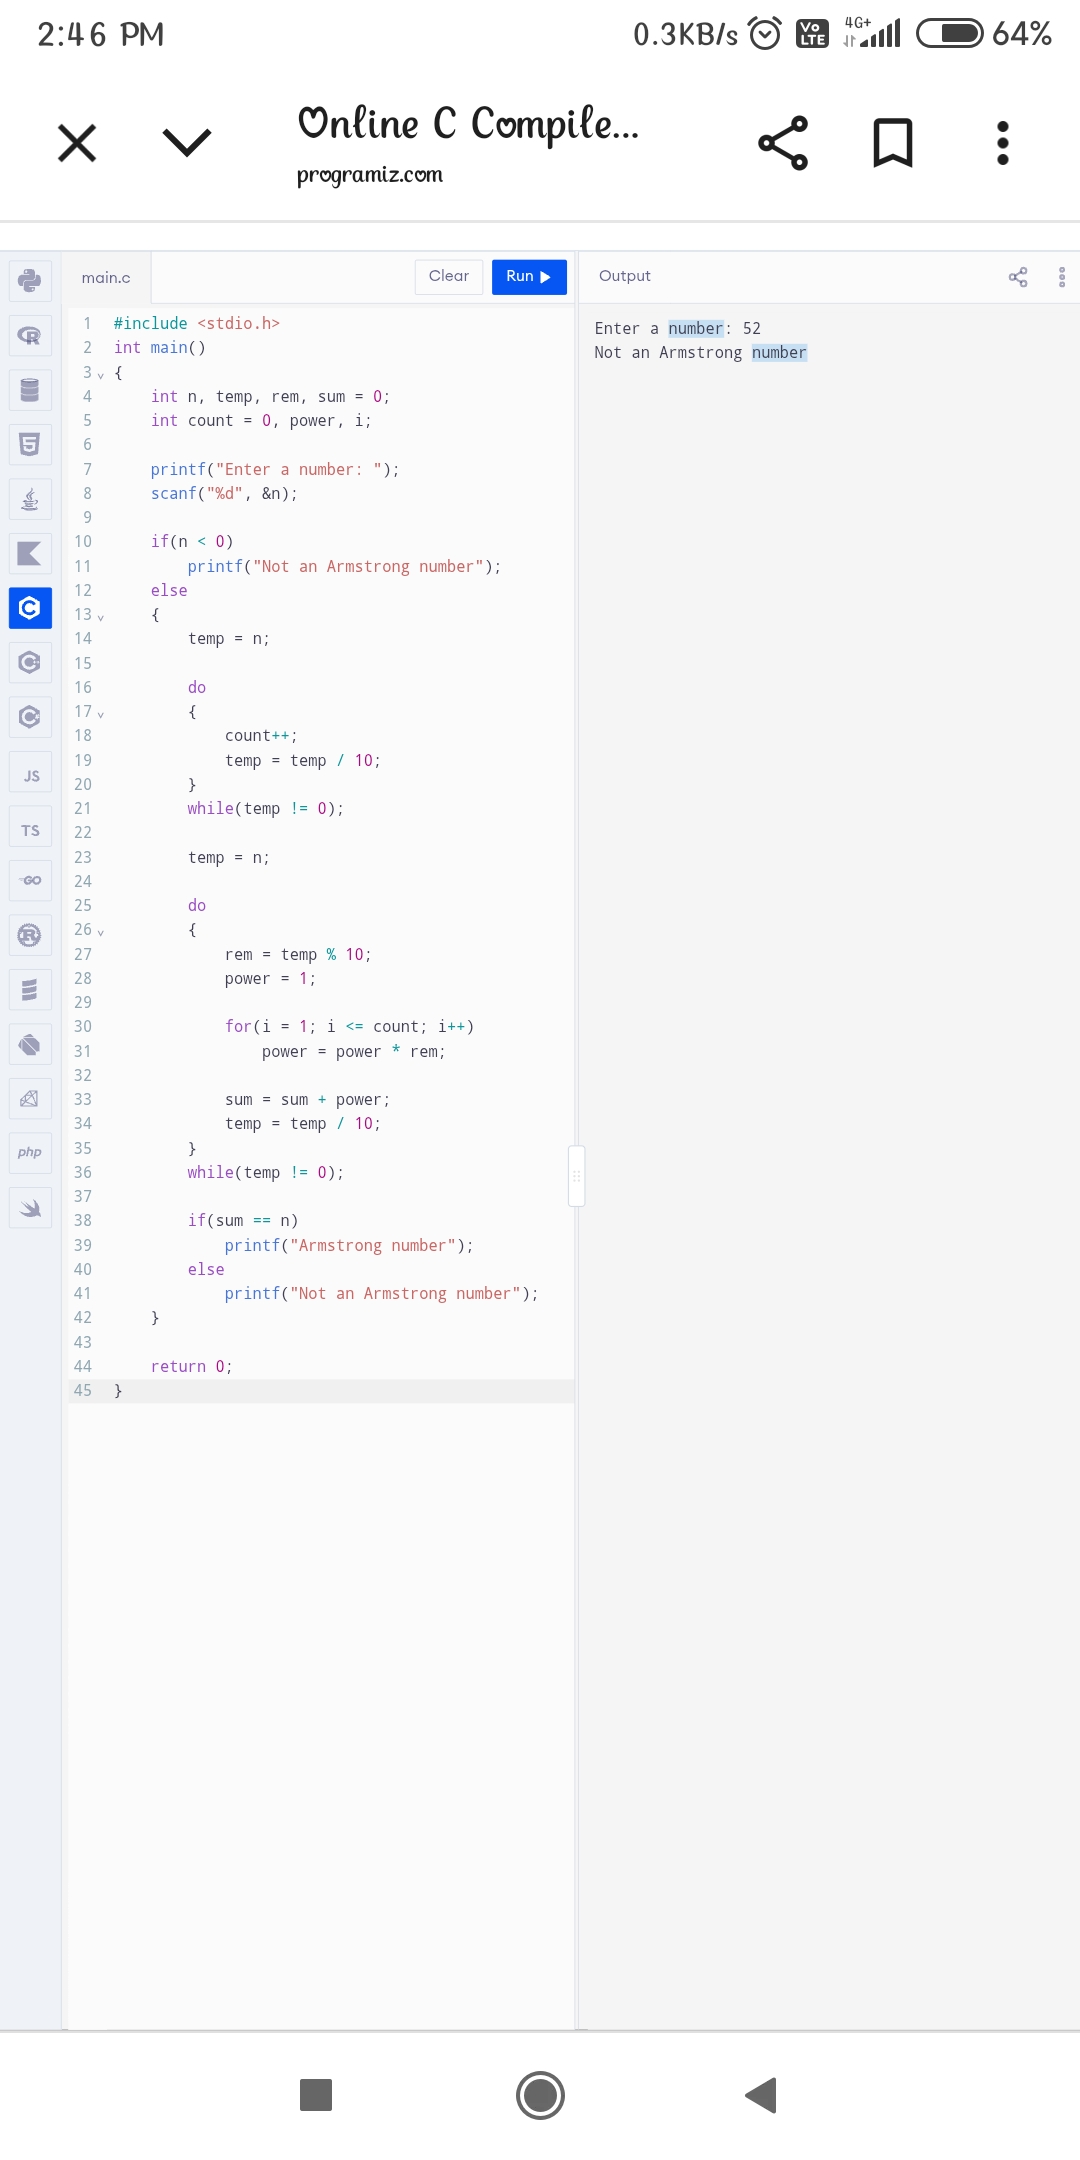 2:46 PM 0.3KB/s Vo LTE 4G+ 64%
Online C Compile...
programiz.com
main.c Clear Run Output
1 #include <stdio.h>
2 int main()
3 {
4     int n, temp, rem, sum = 0;
5     int count = 0, power, i;
6
7     printf("Enter a number: ");
8     scanf("%d", &n);
9
10     if(n < 0)
11         printf("Not an Armstrong number");
12     else
13     {
14         temp = n;
15
16         do
17         {
18             count++;
19             temp = temp / 10;
20         }
21         while(temp != 0);
22
23         temp = n;
24
25         do
26         {
27             rem = temp % 10;
28             power = 1;
29
30             for(i = 1; i <= count; i++)
31                 power = power * rem;
32
33             sum = sum + power;
34             temp = temp / 10;
35         }
36         while(temp != 0);
37
38         if(sum == n)
39             printf("Armstrong number");
40         else
41             printf("Not an Armstrong number");
42     }
43
44     return 0;
45 }
Enter a number: 52
Not an Armstrong number
R
5
C
C
C
JS
TS
GO
R
php